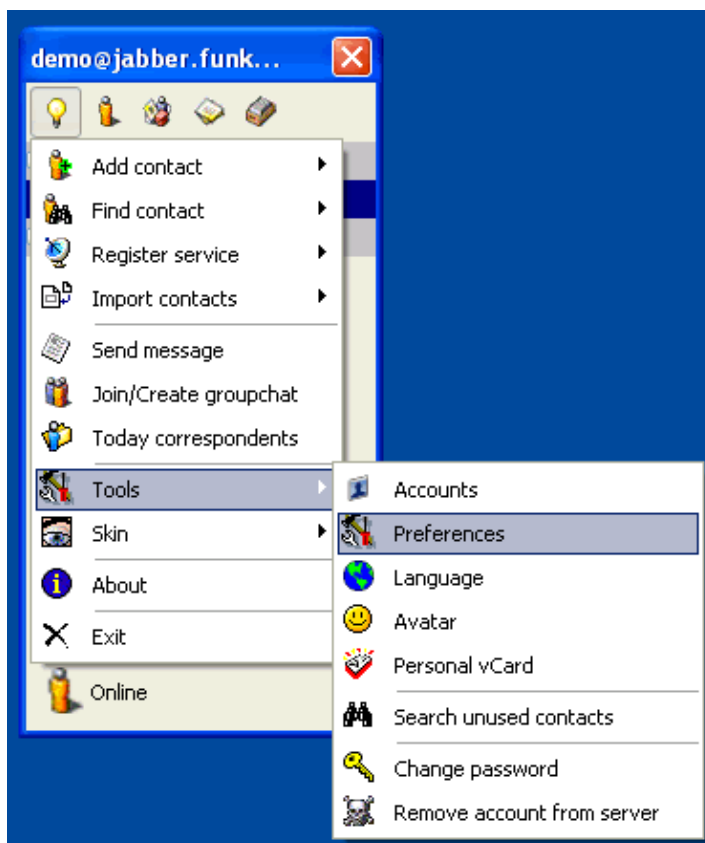 demo@jabber.funk...
Add contact
Find contact
Register service
Import contacts
Send message
Join/Create groupchat
Today correspondents
Tools
Skin
About
Exit
Online
Accounts
Preferences
Language
Avatar
Personal vCard
Search unused contacts
Change password
Remove account from server